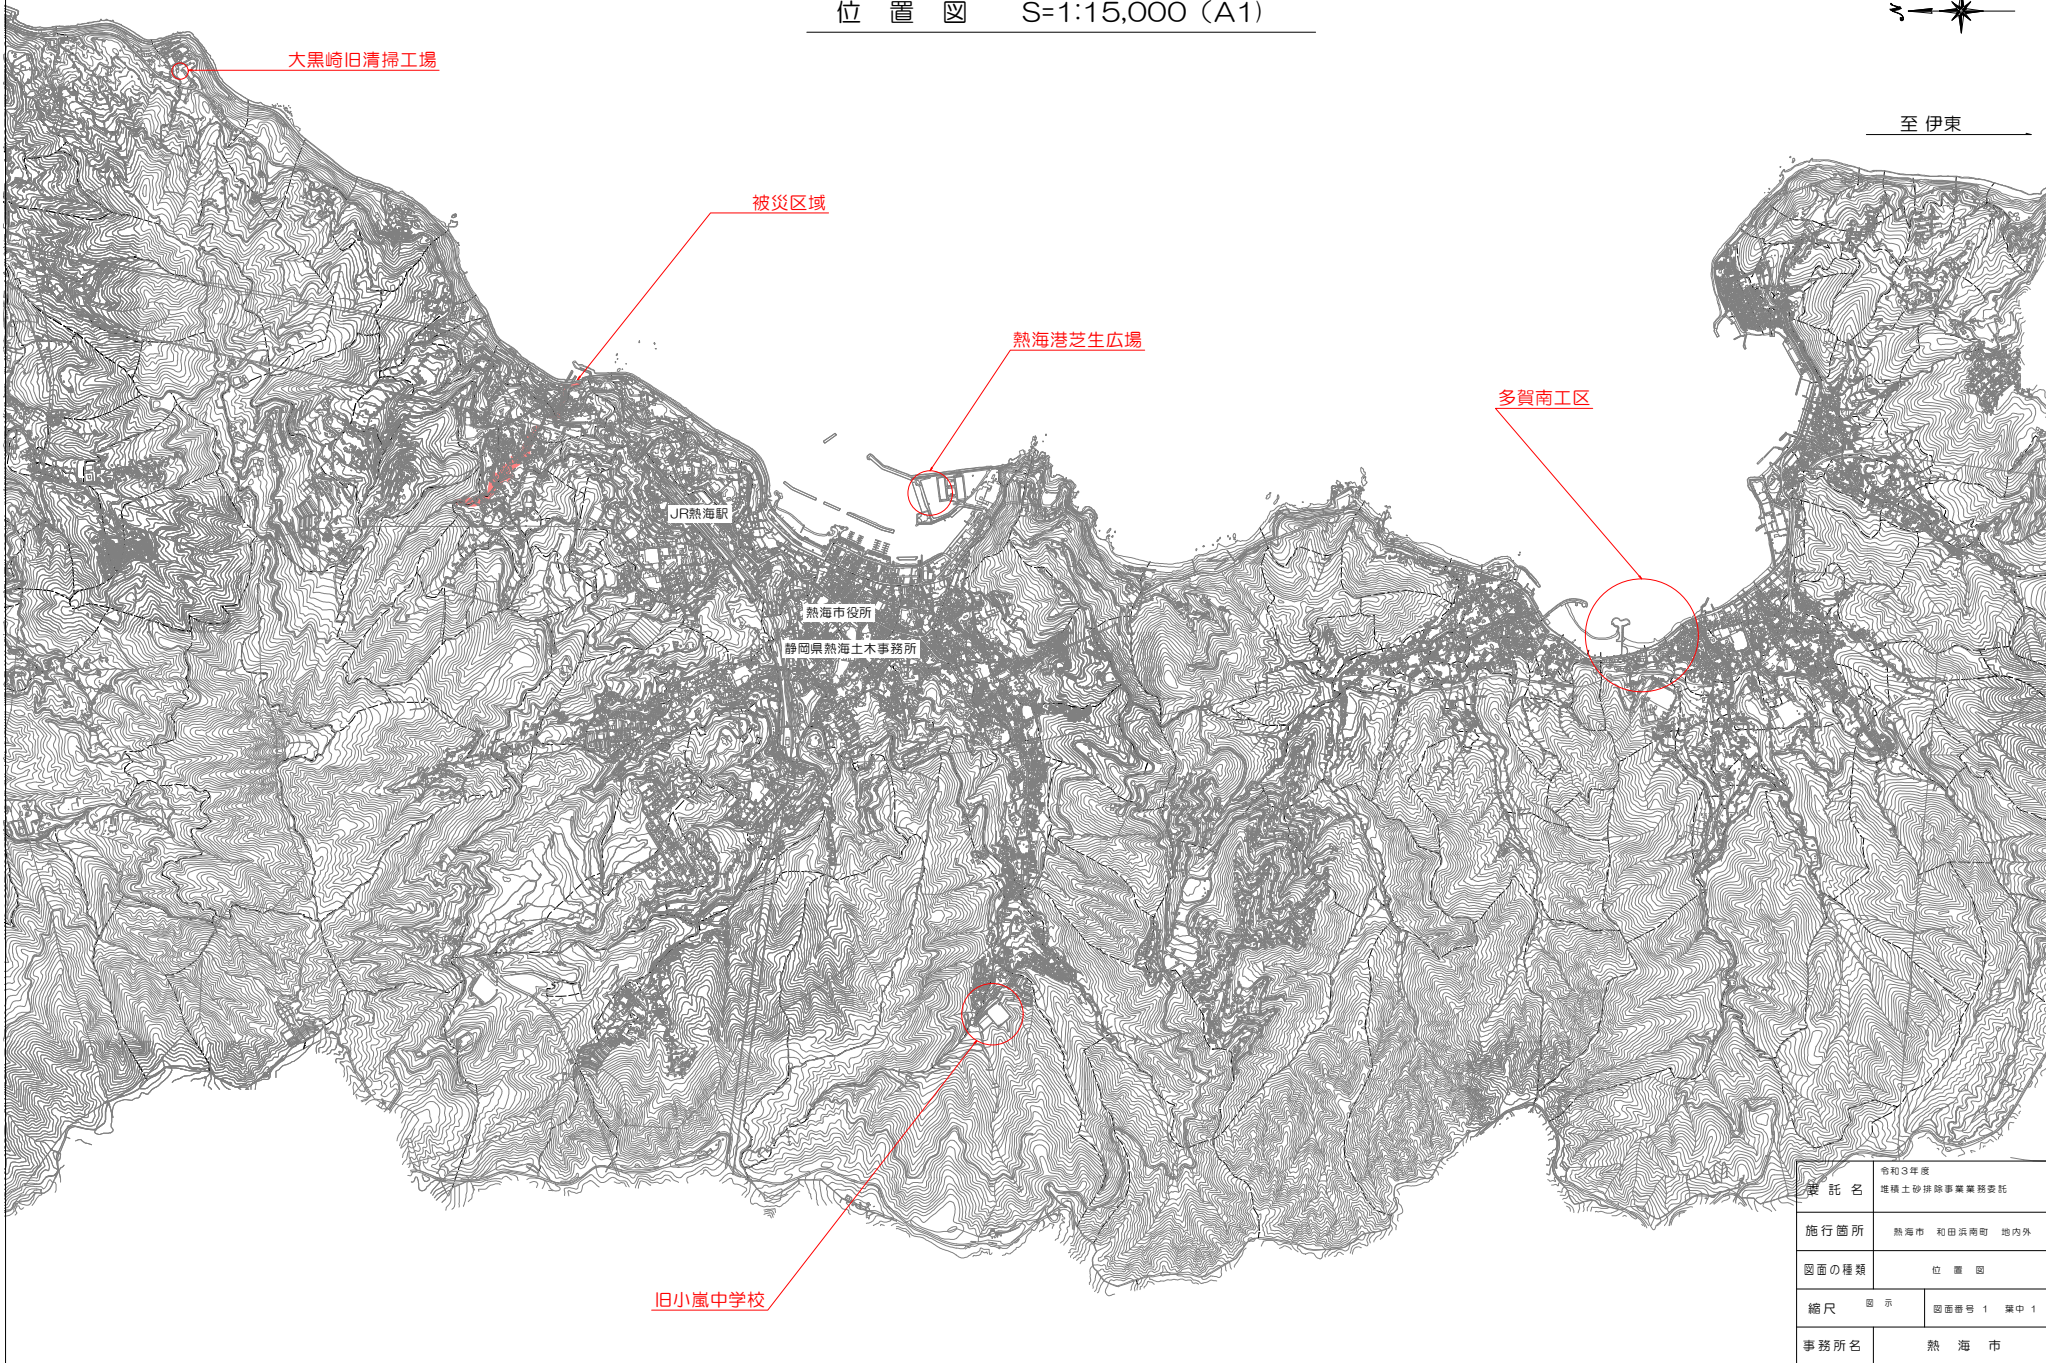 位 置 図 S=1:15,000（A1）
大黒崎旧清掃工場
至 伊東
被災区域
熱海港芝生広場
多賀南工区
JR熱海駅
熱海市役所
静岡県熱海土木事務所
旧小嵐中学校
委託名 令和3年度
堆積土砂排除事業業務委託
施行箇所 熱海市 和田浜南町 地内外
図面の種類 位 置 図
縮尺 図 示 図面番号 1 葉中 1
事務所名 熱 海 市